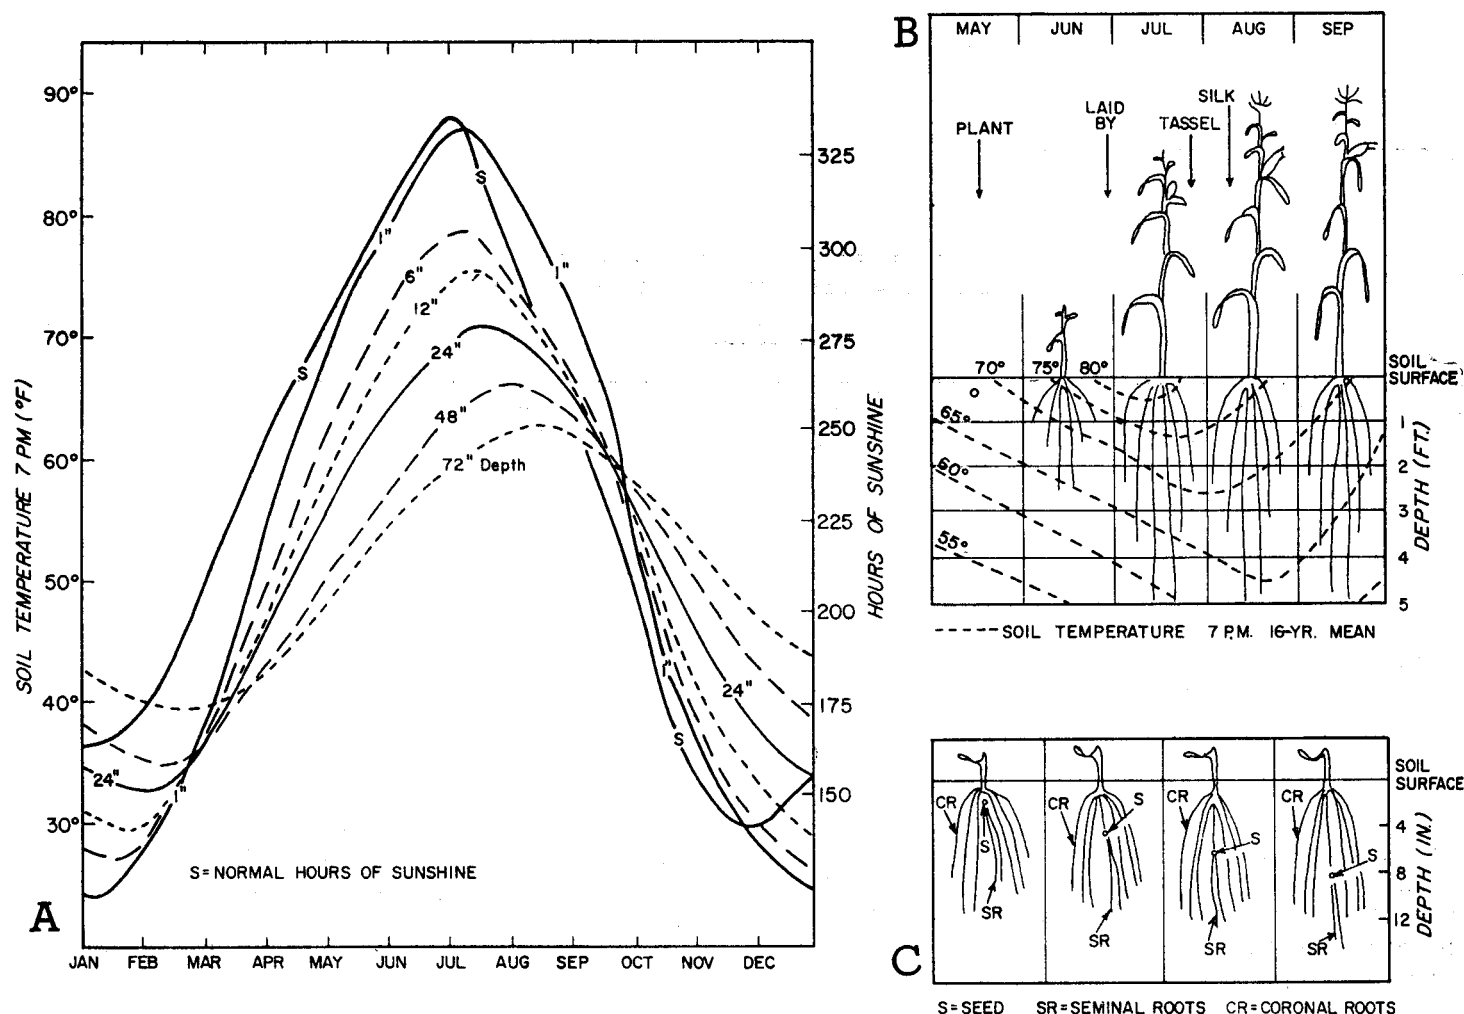 90°
80°
70°
60°
50°
40°
30°
SOIL TEMPERATURE 7 PM (°F)
325
300
275
250
225
200
175
150
HOURS OF SUNSHINE
S
1"
1"
6"
12"
S
24"
48"
72" Depth
24"
1"
1"
24"
S
S=NORMAL HOURS OF SUNSHINE
A
JAN FEB MAR APR MAY JUN JUL AUG SEP OCT NOV DEC
B
MAY JUN JUL AUG SEP
PLANT
LAID
BY
TASSEL
SILK
70° 75° 80°
65°
60°
55°
SOIL
SURFACE
1
2
3
4
5
DEPTH (FT.)
-----SOIL TEMPERATURE 7 P.M. 16-YR. MEAN
C
CR
S
SR
CR
S
SR
CR
S
SR
CR
S
SR
SOIL
SURFACE
4
8
12
DEPTH (IN.)
S=SEED SR=SEMINAL ROOTS CR=CORONAL ROOTS